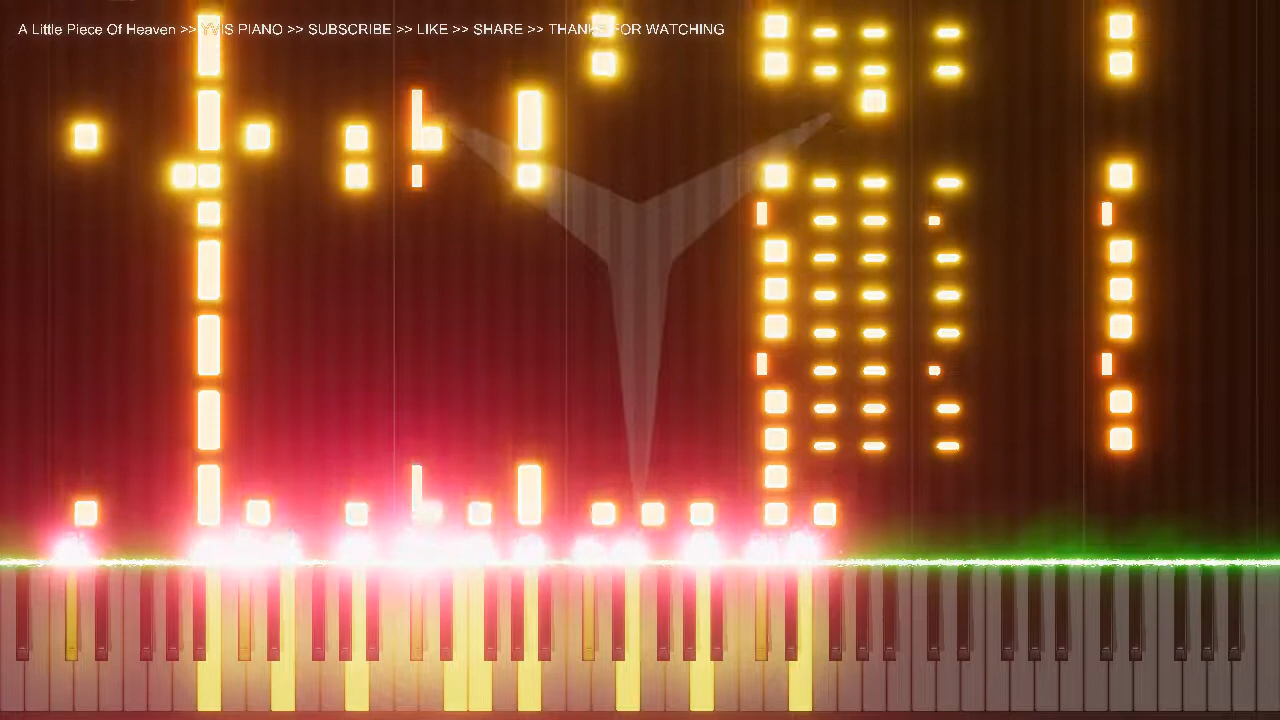 A Little Piece Of Heaven >> YVIS PIANO >> SUBSCRIBE >> LIKE >> SHARE >> THANKS FOR WATCHING